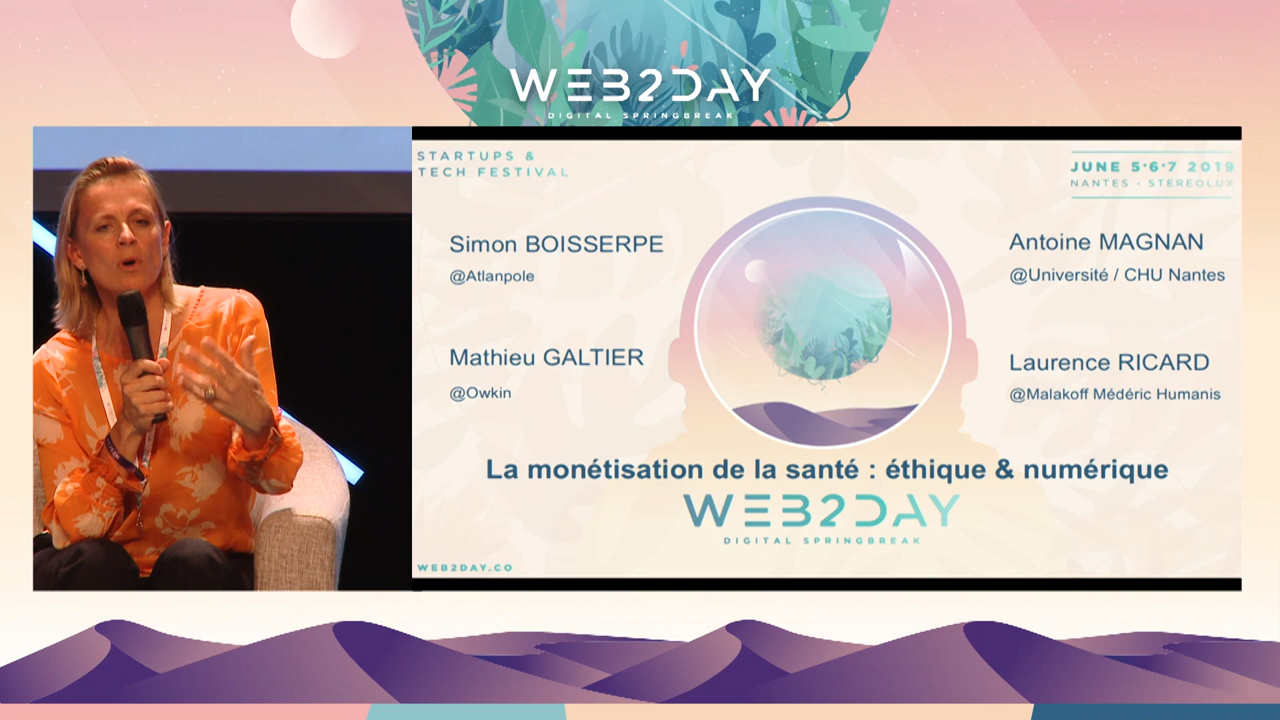 WEB2DAY
DIGITAL SPRINGBREAK
STARTUPS &
TECH FESTIVAL
JUNE 5•6•7 2019
NANTES - STEREOLUX
Simon BOISSERPE
@Atlanpole
Antoine MAGNAN
@Université / CHU Nantes
Mathieu GALTIER
@Owkin
Laurence RICARD
@Malakoff Médéric Humanis
La monétisation de la santé : éthique & numérique
WEB2DAY
DIGITAL SPRINGBREAK
WEB2DAY.CO